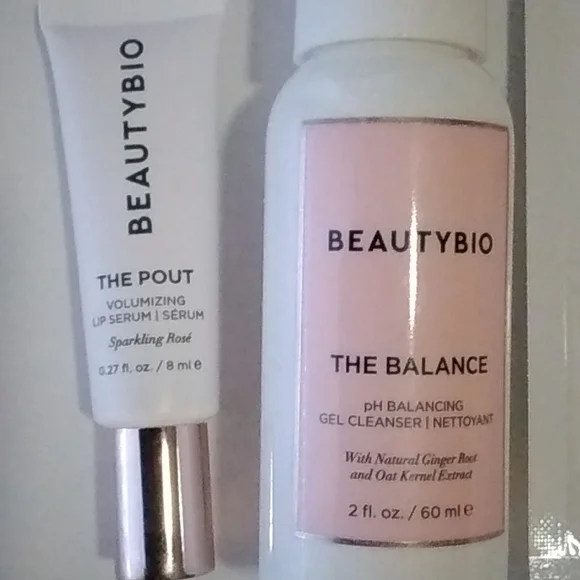 BEAUTYBIO
THE POUT
VOLUMIZING
LIP SERUM | SÉRUM
Sparkling Rosé
0.27 fl. oz. / 8 ml e
BEAUTYBIO
THE BALANCE
pH BALANCING
GEL CLEANSER | NETTOYANT
With Natural Ginger Root
and Oat Kernel Extract
2 fl. oz. / 60 ml e